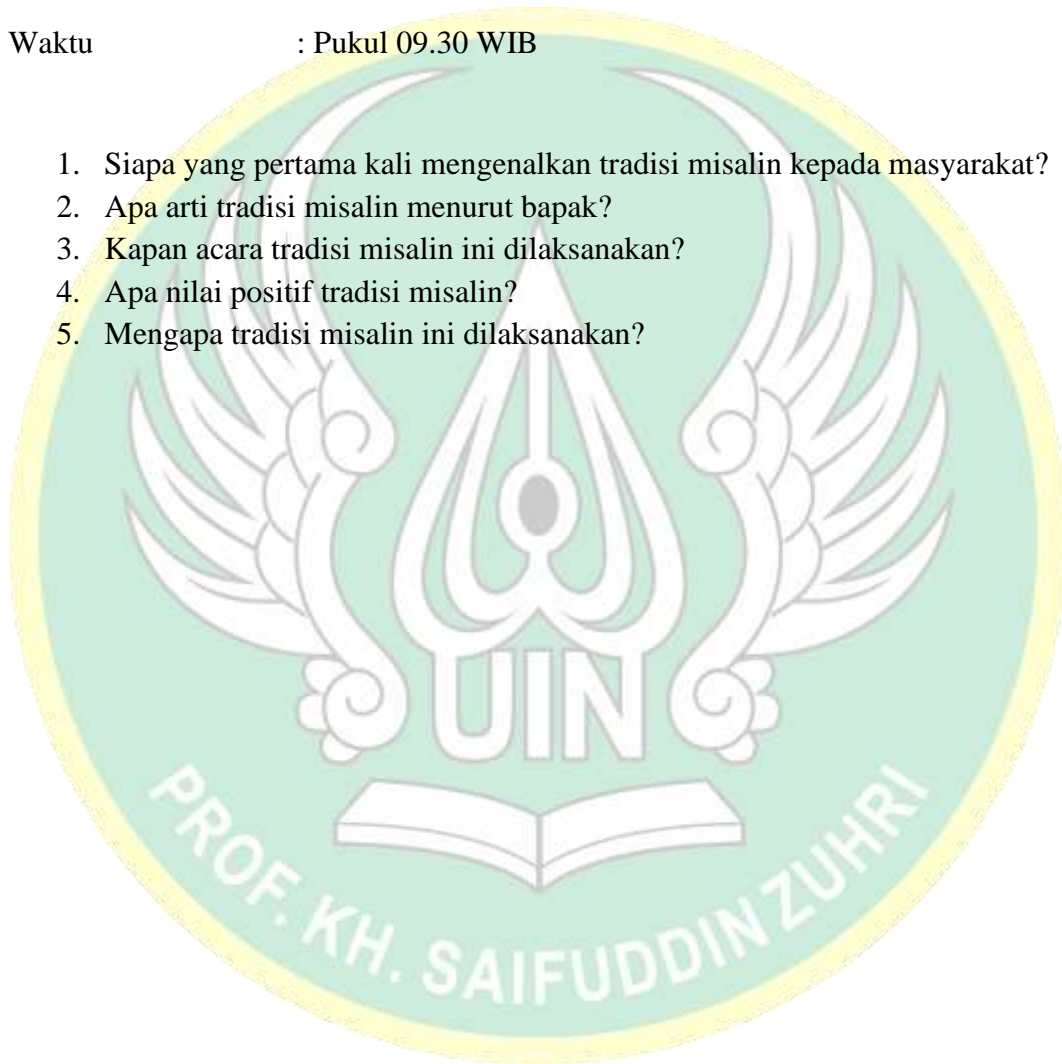 Waktu : Pukul 09.30 WIB
1. Siapa yang pertama kali mengenalkan tradisi misalin kepada masyarakat?
2. Apa arti tradisi misalin menurut bapak?
3. Kapan acara tradisi misalin ini dilaksanakan?
4. Apa nilai positif tradisi misalin?
5. Mengapa tradisi misalin ini dilaksanakan?
UIN
PROF. KH. SAIFUDDIN ZUHRI